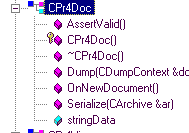 CPr4Doc
AssertValid()
CPr4Doc()
~CPr4Doc()
Dump(CDumpContext &dc
OnNewDocument()
Serialize(CArchive &ar)
stringData